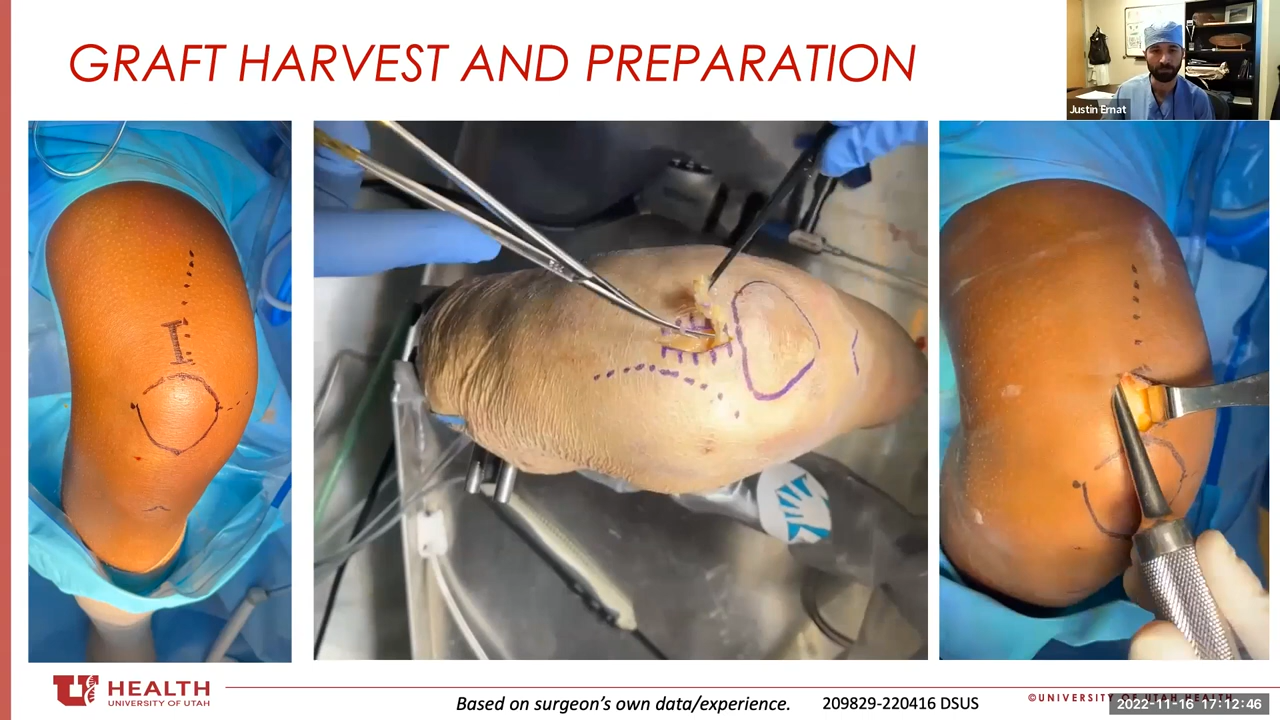 GRAFT HARVEST AND PREPARATION
Justin Ernat
U HEALTH
UNIVERSITY OF UTAH
Based on surgeon's own data/experience.
209829-220416 DSUS
©UNIVERSITY OF UTAH HEALTH
2022-11-16 17:12:46